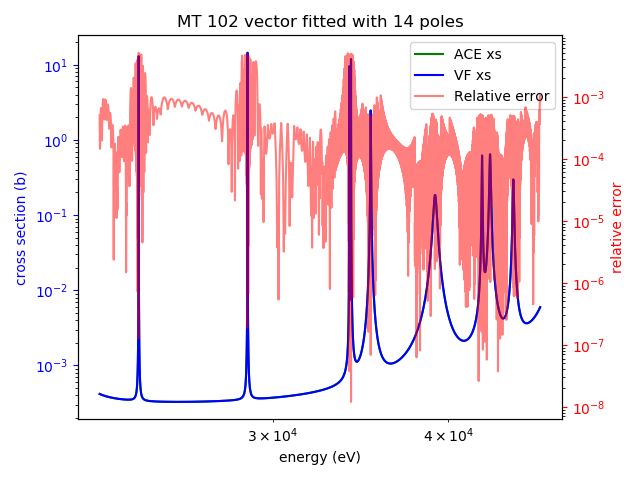 MT 102 vector fitted with 14 poles
ACE xs
VF xs
Relative error
10¹
10⁰
10⁻¹
10⁻²
10⁻³
cross section (b)
10⁻³
10⁻⁴
10⁻⁵
10⁻⁶
10⁻⁷
10⁻⁸
relative error
3 × 10⁴
4 × 10⁴
energy (eV)